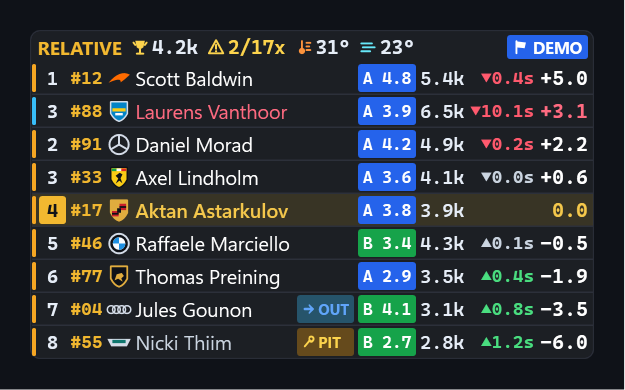 RELATIVE 4.2k 2/17x 31° 23° DEMO
1 #12 Scott Baldwin A 4.8 5.4k ▼0.4s +5.0
3 #88 Laurens Vanthoor A 3.9 6.5k ▼10.1s +3.1
2 #91 Daniel Morad A 4.2 4.9k ▼0.2s +2.2
3 #33 Axel Lindholm A 3.6 4.1k ▼0.0s +0.6
4 #17 Aktan Astarkulov A 3.8 3.9k 0.0
5 #46 Raffaele Marciello B 3.4 4.3k ▲0.1s −0.5
6 #77 Thomas Preining A 2.9 3.5k ▲0.4s −1.9
7 #04 Jules Gounon → OUT B 4.1 3.1k ▲0.8s −3.5
8 #55 Nicki Thiim PIT B 2.7 2.8k ▲1.2s −6.0